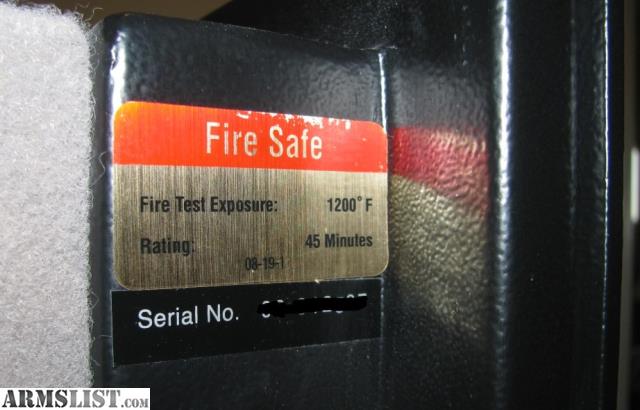 Fire Safe
Fire Test Exposure: 1200°F
Rating: 45 Minutes
08-19-1
Serial No.
ARMSLIST.com